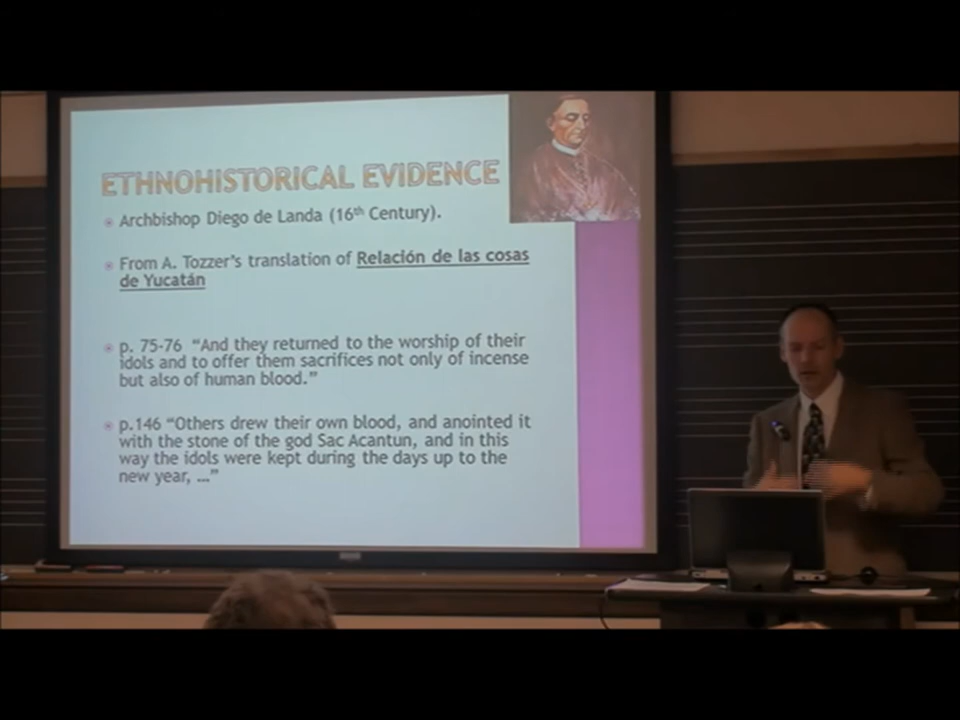 ETHNOHISTORICAL EVIDENCE
Archbishop Diego de Landa (16th Century).
From A. Tozzer's translation of Relación de las cosas
de Yucatán
p. 75-76 “And they returned to the worship of their
idols and to offer them sacrifices not only of incense
but also of human blood.”
p.146 “Others drew their own blood, and anointed it
with the stone of the god Sac Acantun, and in this
way the idols were kept during the days up to the
new year, …”